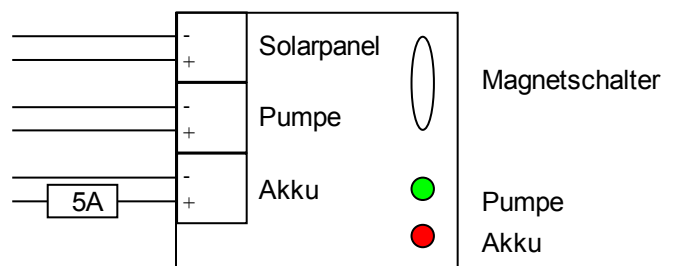 - Solarpanel
+
Magnetschalter
- Pumpe
+
- Akku
5A +
Pumpe
Akku